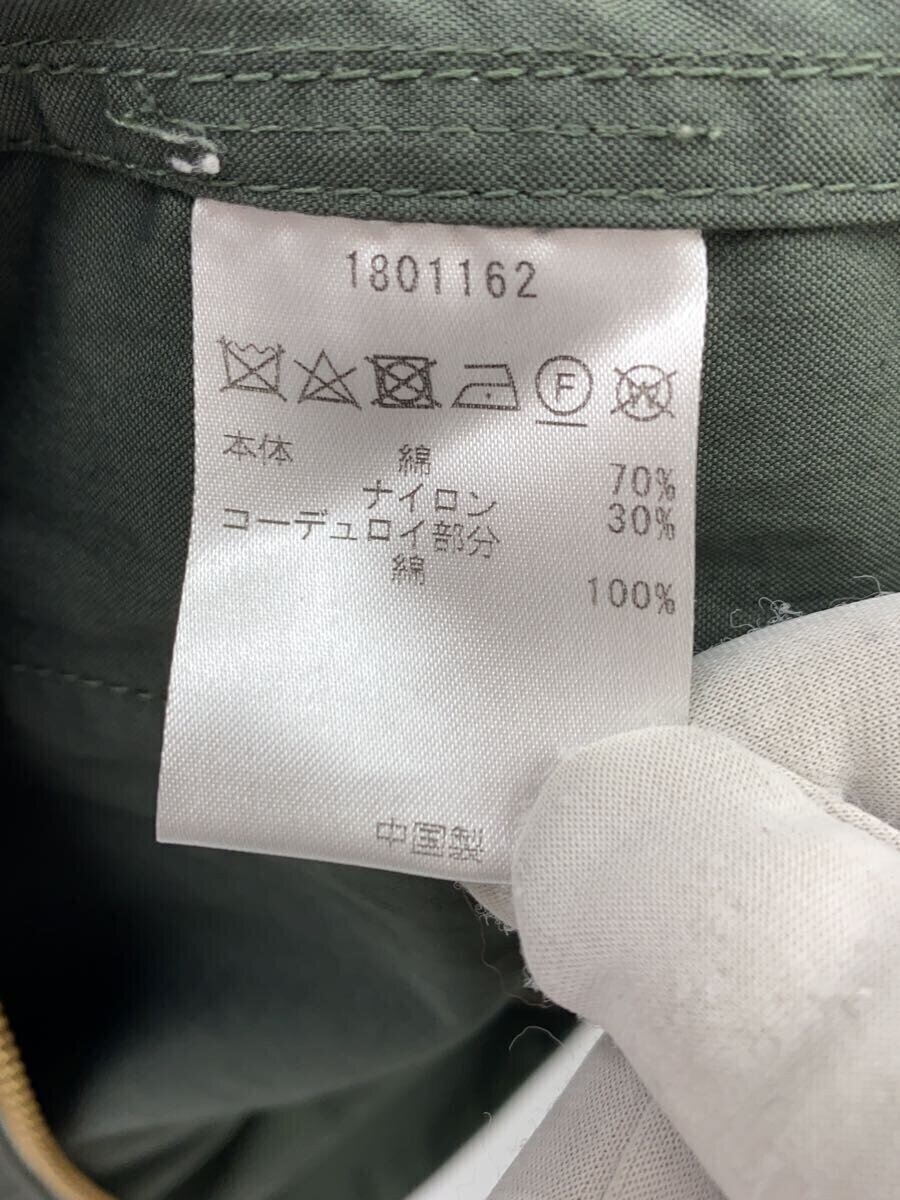 1801162
F W
本体 綿 70%
ナイロン 30%
コーデュロイ部分
綿 100%
中国製